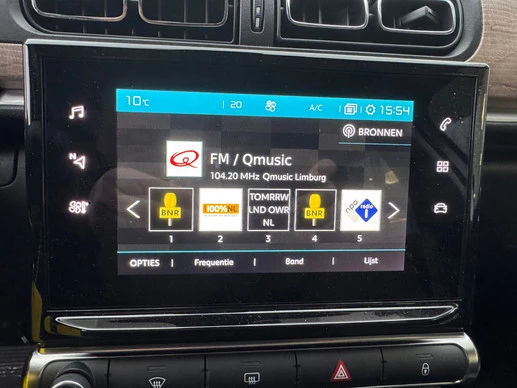 10°C | 20 A/C | 15:54
BRONNEN
FM / Qmusic
104.20 MHz Qmusic Limburg
BNR 100%NL TOMRRW LND OWR NL BNR npo radio 1
1 2 3 4 5
OPTIES | Frequentie | Band | Lijst
N